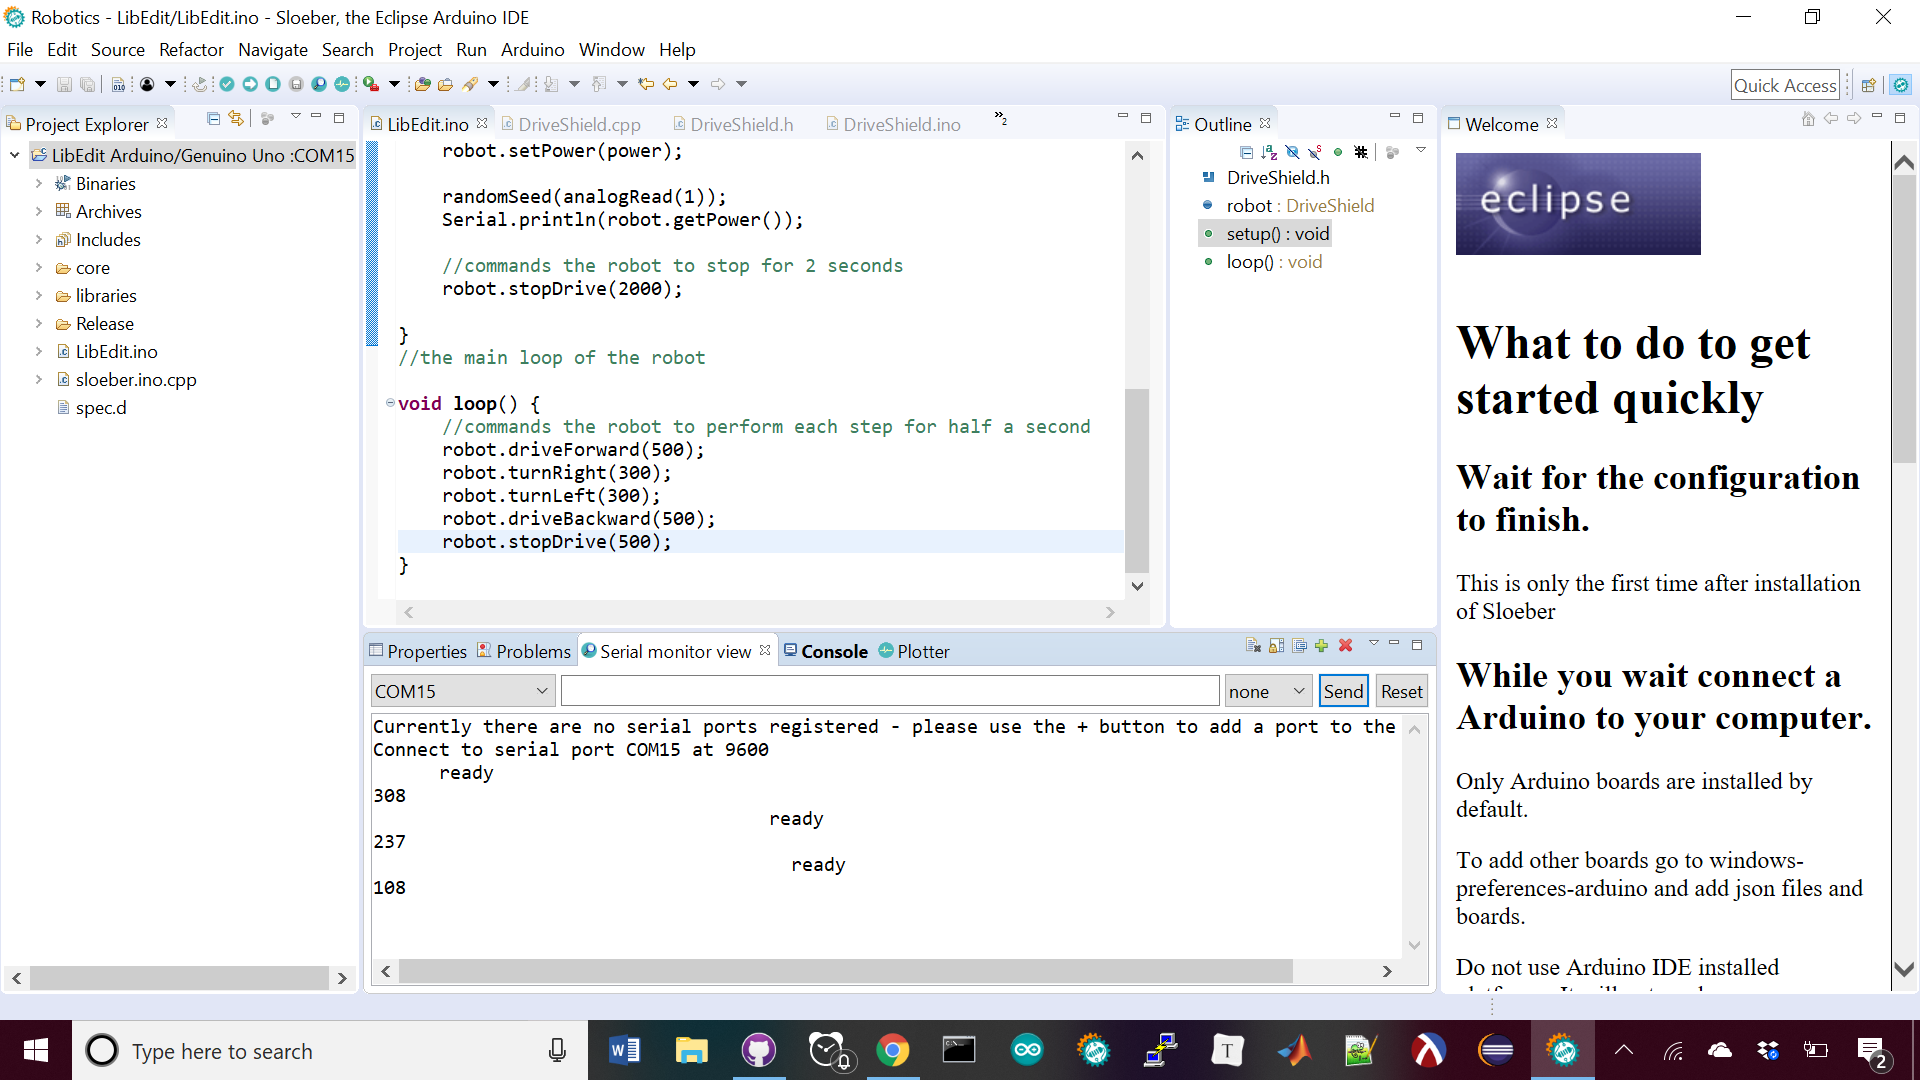 Robotics - LibEdit/LibEdit.ino - Sloeber, the Eclipse Arduino IDE
File Edit Source Refactor Navigate Search Project Run Arduino Window Help
Quick Access
Project Explorer
LibEdit Arduino/Genuino Uno :COM15
Binaries
Archives
Includes
core
libraries
Release
LibEdit.ino
sloeber.ino.cpp
spec.d
LibEdit.ino DriveShield.cpp DriveShield.h DriveShield.ino »2
robot.setPower(power);
randomSeed(analogRead(1));
Serial.println(robot.getPower());
//commands the robot to stop for 2 seconds
robot.stopDrive(2000);
}
//the main loop of the robot
void loop() {
//commands the robot to perform each step for half a second
robot.driveForward(500);
robot.turnRight(300);
robot.turnLeft(300);
robot.driveBackward(500);
robot.stopDrive(500);
}
Outline
DriveShield.h
robot : DriveShield
setup() : void
loop() : void
Properties Problems Serial monitor view Console Plotter
COM15 none Send Reset
Currently there are no serial ports registered - please use the + button to add a port to the
Connect to serial port COM15 at 9600
ready
308
ready
237
ready
108
Welcome
eclipse
What to do to get
started quickly
Wait for the configuration
to finish.
This is only the first time after installation
of Sloeber
While you wait connect a
Arduino to your computer.
Only Arduino boards are installed by
default.
To add other boards go to windows-
preferences-arduino and add json files and
boards.
Do not use Arduino IDE installed
Type here to search
2